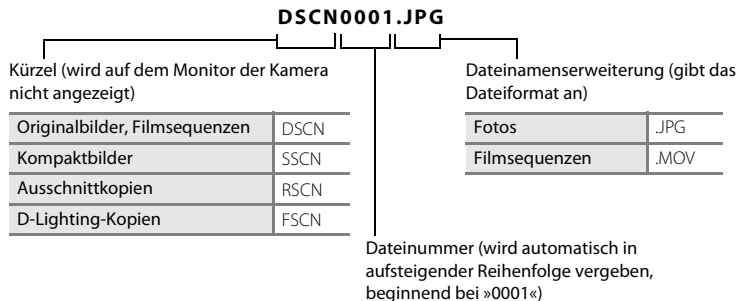 DSCN0001.JPG
Kürzel (wird auf dem Monitor der Kamera
nicht angezeigt)
Originalbilder, Filmsequenzen DSCN
Kompaktbilder SSCN
Ausschnittkopien RSCN
D-Lighting-Kopien FSCN
Dateinamenserweiterung (gibt das
Dateiformat an)
Fotos .JPG
Filmsequenzen .MOV
Dateinummer (wird automatisch in
aufsteigender Reihenfolge vergeben,
beginnend bei »0001«)